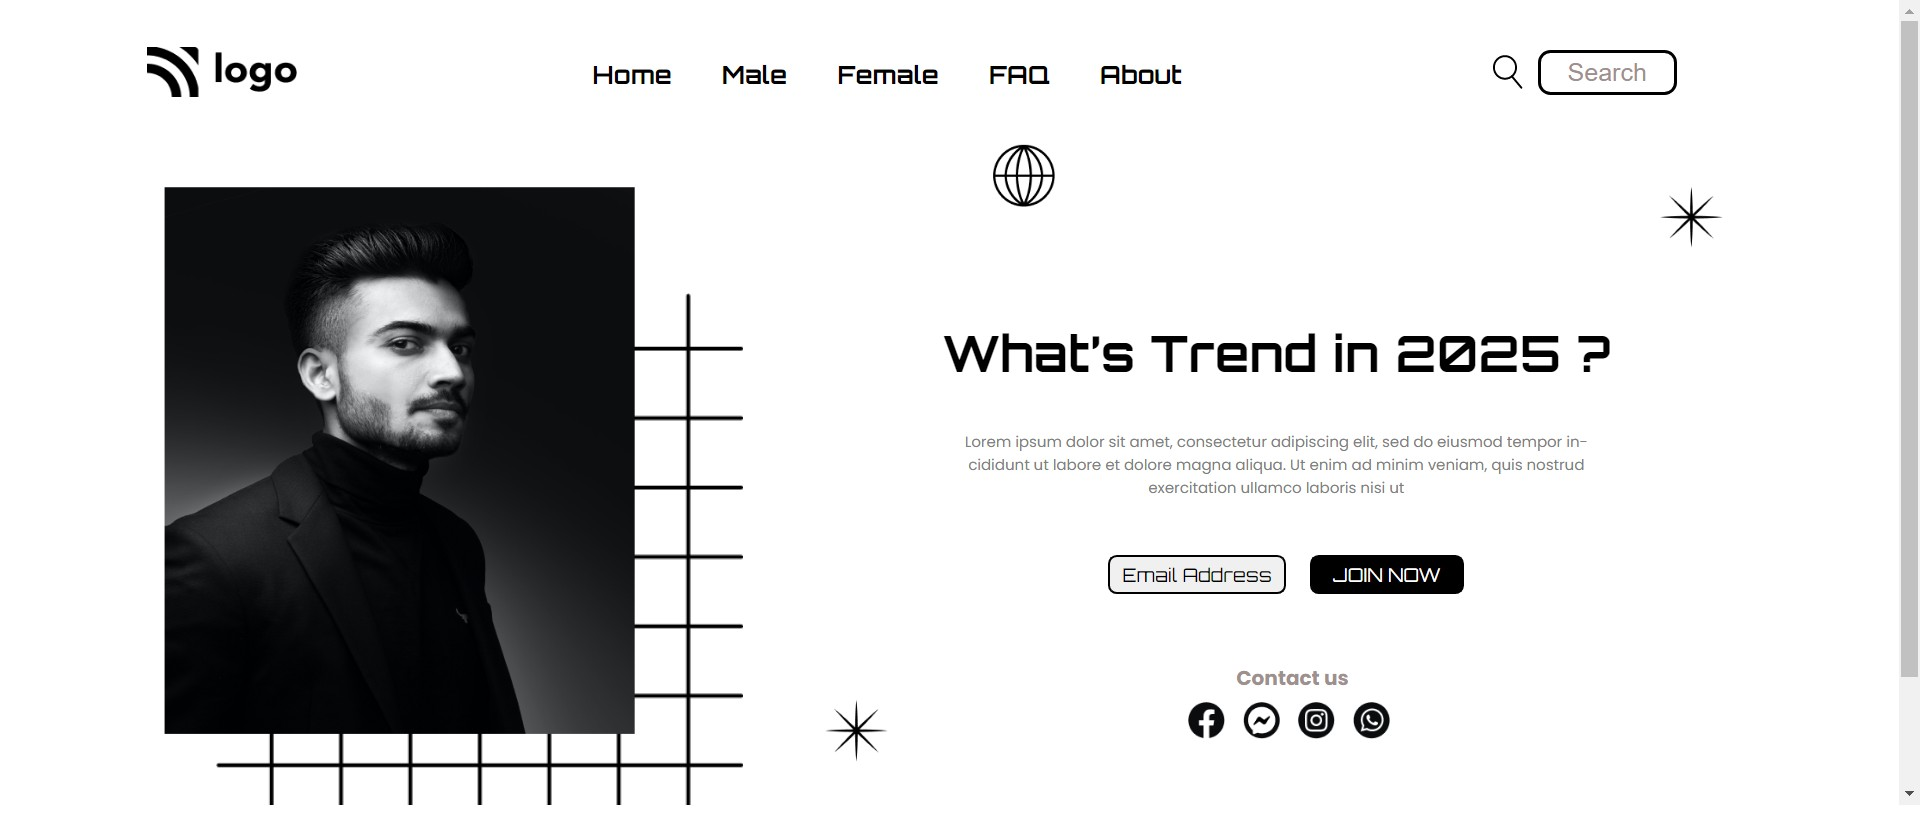 logo
Home
Male
Female
FAQ
About
Search
What's Trend in 2025 ?
Lorem ipsum dolor sit amet, consectetur adipiscing elit, sed do eiusmod tempor in-
cididunt ut labore et dolore magna aliqua. Ut enim ad minim veniam, quis nostrud
exercitation ullamco laboris nisi ut
Email Address
JOIN NOW
Contact us